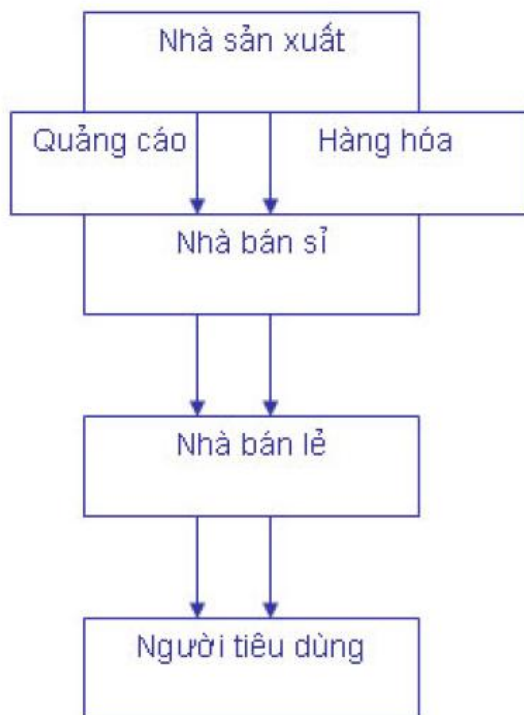 Nhà sản xuất
Quảng cáo
Hàng hóa
Nhà bán sỉ
Nhà bán lẻ
Người tiêu dùng